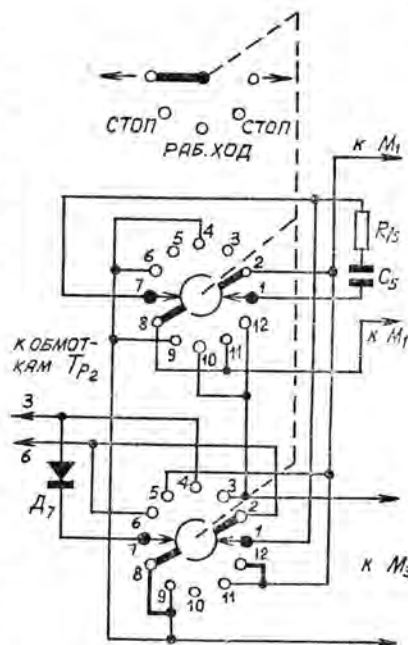 СТОП СТОП
РАБ. ХОД
к М1
R15
C5
5 4 3
6 2
7 1
8 12
9 10 11
к М1
К ОБМОТ-
КАМ Тр2
3
6
Д7
5 4 3
6 2
7 1
8 12
9 10 11
к М3